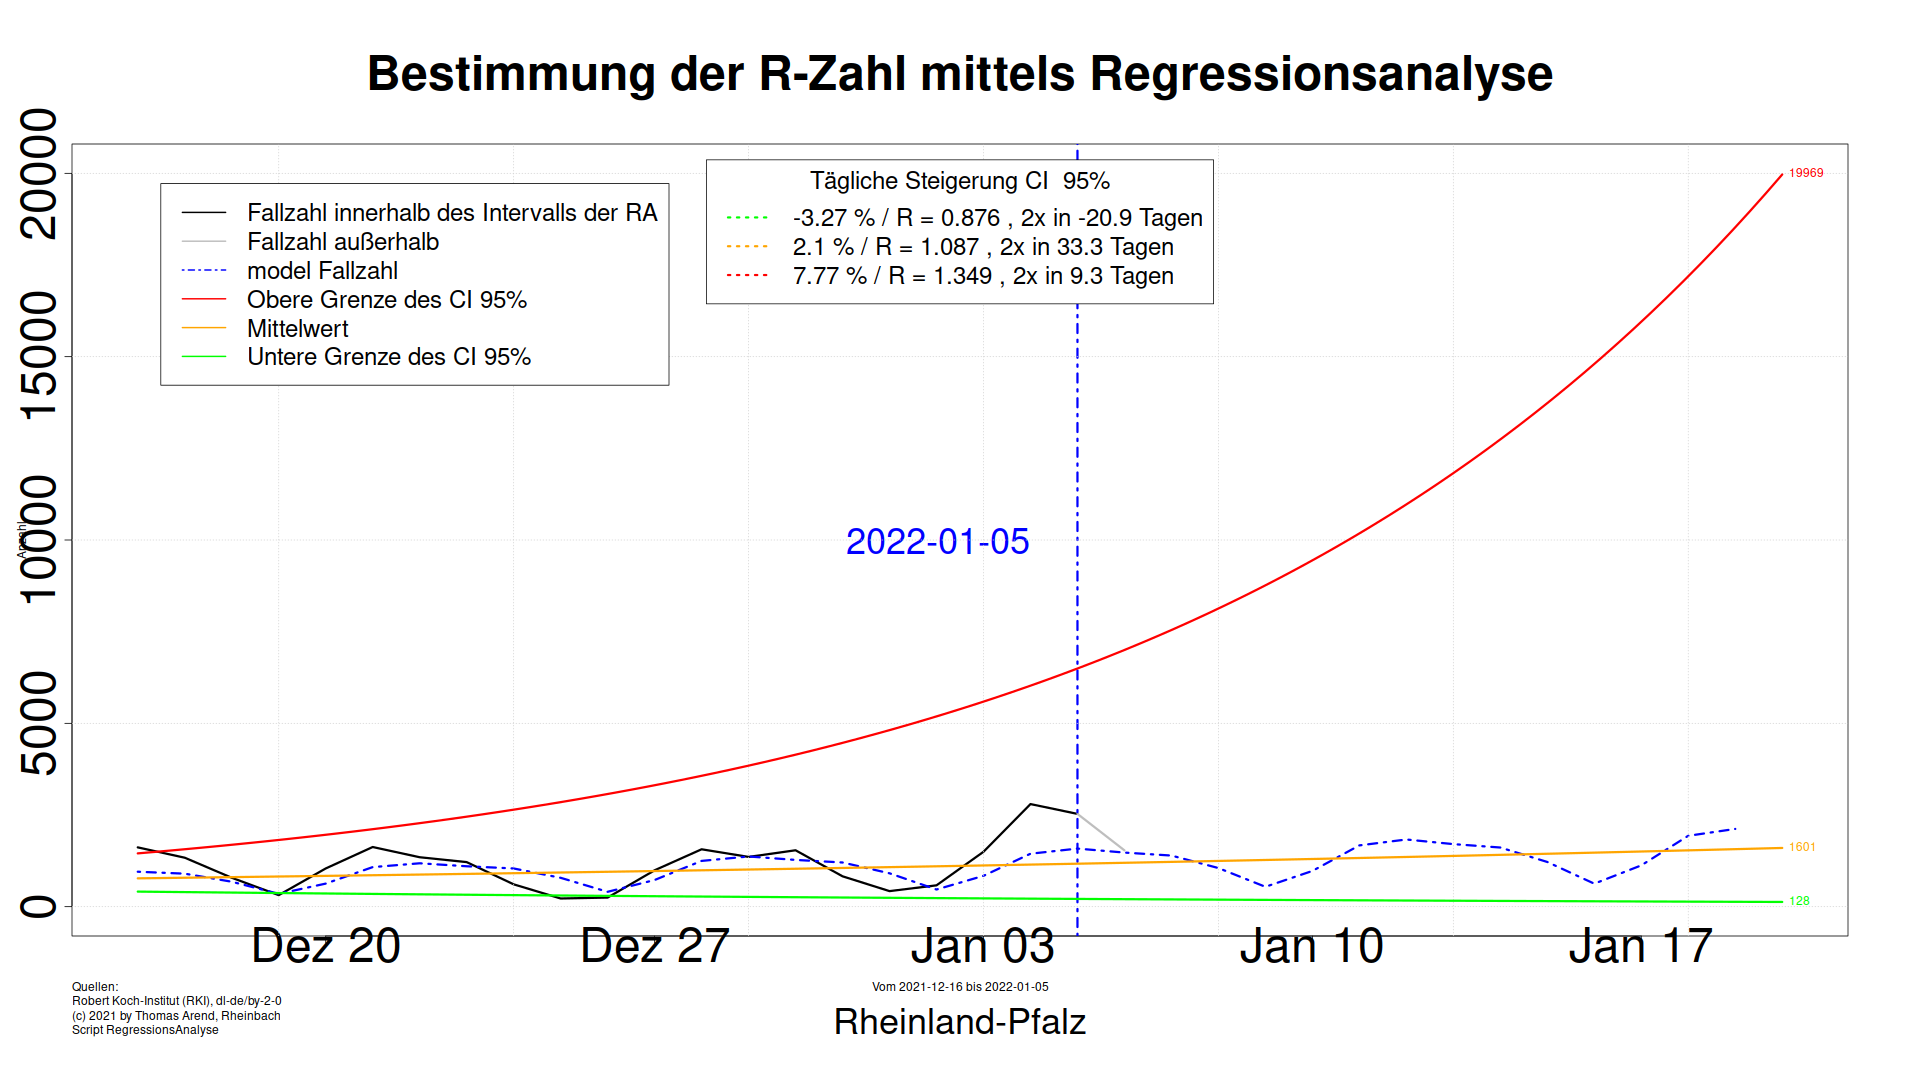 Bestimmung der R-Zahl mittels Regressionsanalyse
Fallzahl innerhalb des Intervalls der RA
Fallzahl außerhalb
model Fallzahl
Obere Grenze des CI 95%
Mittelwert
Untere Grenze des CI 95%
Tägliche Steigerung CI 95%
-3.27 % / R = 0.876 , 2x in -20.9 Tagen
2.1 % / R = 1.087 , 2x in 33.3 Tagen
7.77 % / R = 1.349 , 2x in 9.3 Tagen
20000
15000
10000
5000
0
Anzahl
2022-01-05
19969
1601
128
Dez 20
Dez 27
Jan 03
Jan 10
Jan 17
Quellen:
Robert Koch-Institut (RKI), dl-de/by-2-0
(c) 2021 by Thomas Arend, Rheinbach
Script RegressionsAnalyse
Vom 2021-12-16 bis 2022-01-05
Rheinland-Pfalz